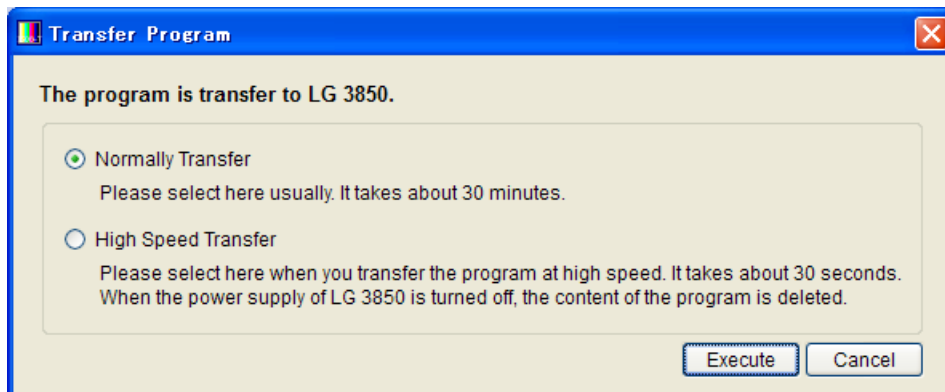 Transfer Program
The program is transfer to LG 3850.
Normally Transfer
Please select here usually. It takes about 30 minutes.
High Speed Transfer
Please select here when you transfer the program at high speed. It takes about 30 seconds.
When the power supply of LG 3850 is turned off, the content of the program is deleted.
Execute Cancel